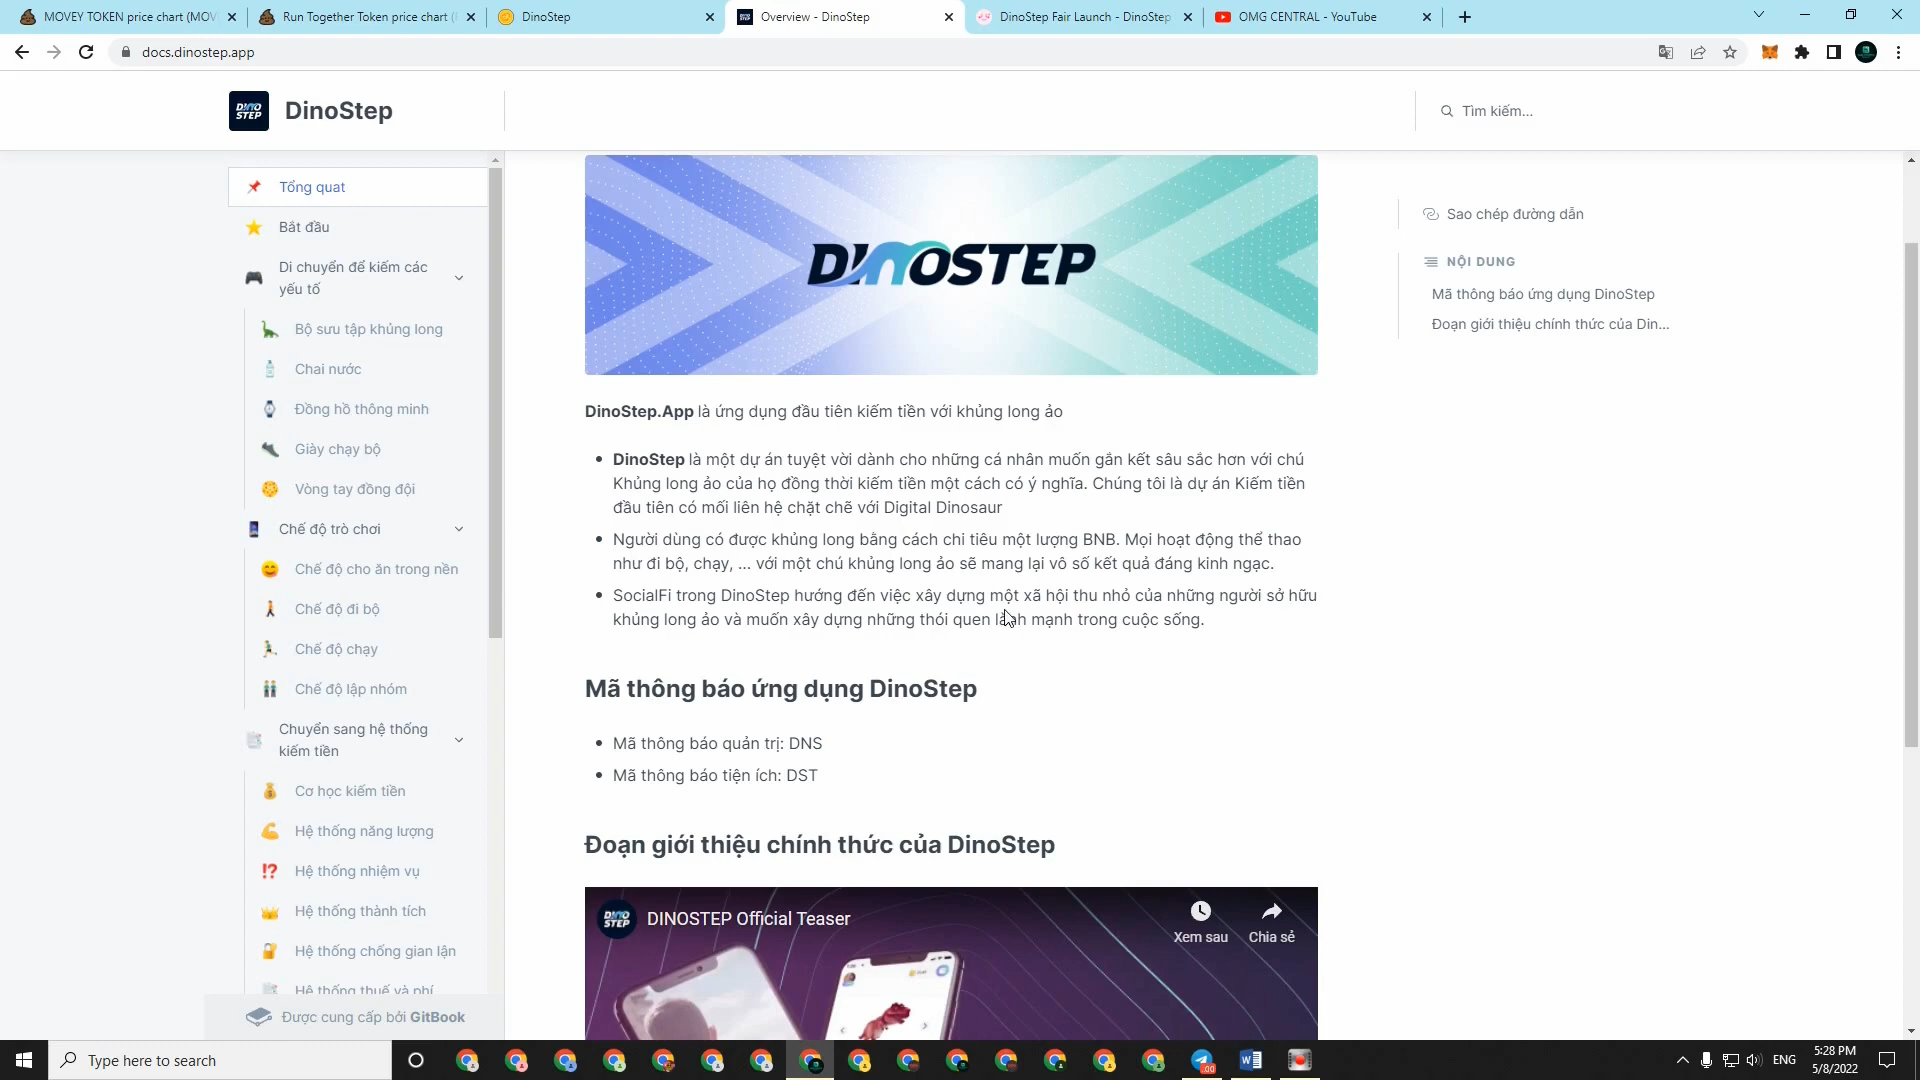 MOVEY TOKEN price chart (MOV
Run Together Token price chart (
DinoStep
Overview - DinoStep
DinoStep Fair Launch - DinoStep
OMG CENTRAL - YouTube
docs.dinostep.app
DINO
STEP
DinoStep
Tìm kiếm...
Tổng quat
Bắt đầu
Di chuyển để kiếm các
yếu tố
Bộ sưu tập khủng long
Chai nước
Đồng hồ thông minh
Giày chạy bộ
Vòng tay đồng đội
Chế độ trò chơi
Chế độ cho ăn trong nền
Chế độ đi bộ
Chế độ chạy
Chế độ lập nhóm
Chuyển sang hệ thống
kiếm tiền
Cơ học kiếm tiền
Hệ thống năng lượng
Hệ thống nhiệm vụ
Hệ thống thành tích
Hệ thống chống gian lận
Hệ thống thuế và phí
Được cung cấp bởi GitBook
DINOSTEP
DinoStep.App là ứng dụng đầu tiên kiếm tiền với khủng long ảo
DinoStep là một dự án tuyệt vời dành cho những cá nhân muốn gắn kết sâu sắc hơn với chú
Khủng long ảo của họ đồng thời kiếm tiền một cách có ý nghĩa. Chúng tôi là dự án Kiếm tiền
đầu tiên có mối liên hệ chặt chẽ với Digital Dinosaur
Người dùng có được khủng long bằng cách chi tiêu một lượng BNB. Mọi hoạt động thể thao
như đi bộ, chạy, ... với một chú khủng long ảo sẽ mang lại vô số kết quả đáng kinh ngạc.
SocialFi trong DinoStep hướng đến việc xây dựng một xã hội thu nhỏ của những người sở hữu
khủng long ảo và muốn xây dựng những thói quen lành mạnh trong cuộc sống.
Mã thông báo ứng dụng DinoStep
Mã thông báo quản trị: DNS
Mã thông báo tiện ích: DST
Đoạn giới thiệu chính thức của DinoStep
DINO
STEP
DINOSTEP Official Teaser
Xem sau
Chia sẻ
Sao chép đường dẫn
NỘI DUNG
Mã thông báo ứng dụng DinoStep
Đoạn giới thiệu chính thức của Din...
Type here to search
ENG
5:28 PM
5/8/2022